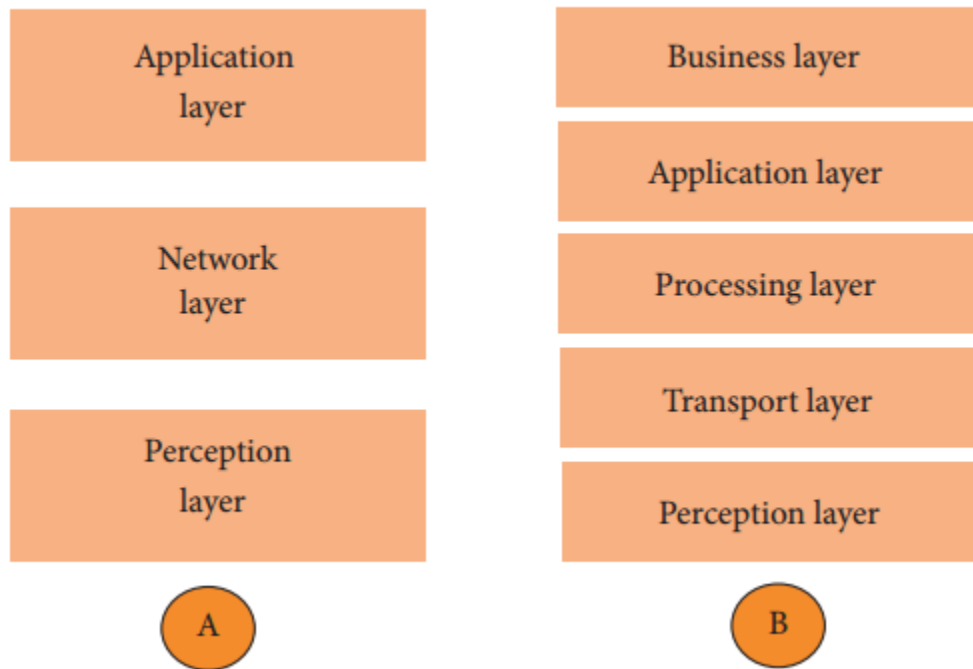 Application
layer
Network
layer
Perception
layer
A
Business layer
Application layer
Processing layer
Transport layer
Perception layer
B